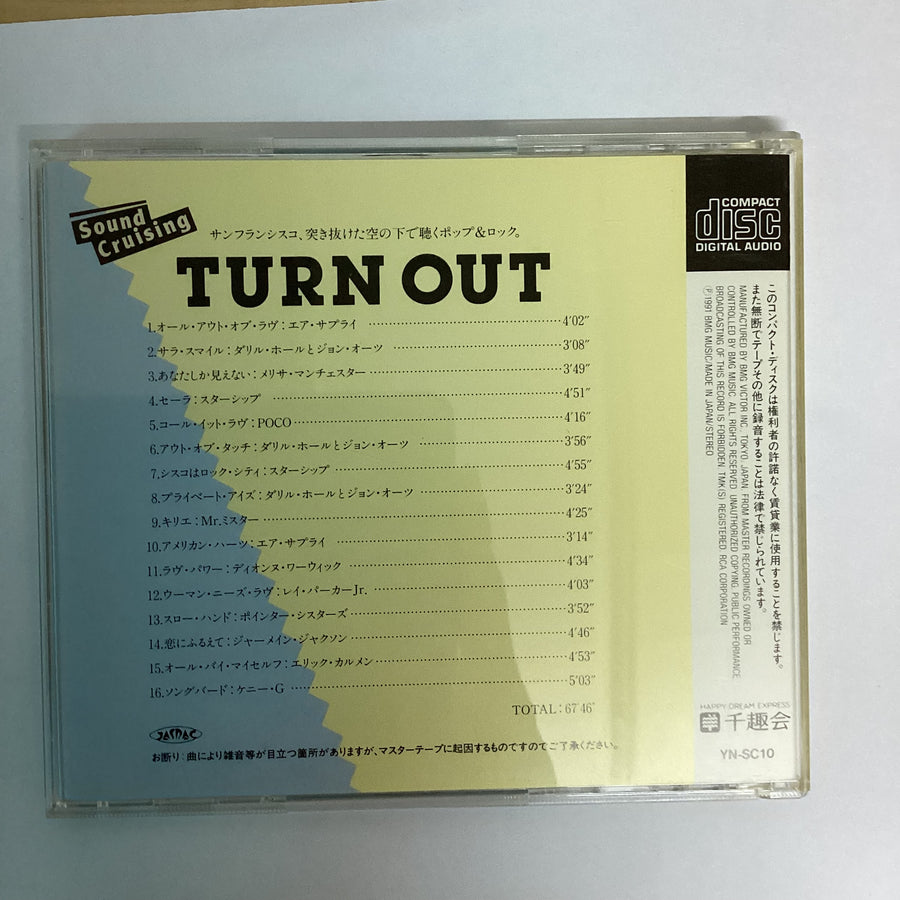 Sound
Cruising
サンフランシスコ、突き抜けた空の下で聴くポップ&ロック。
TURN OUT
1.オール・アウト・オブ・ラヴ：エア・サプライ ……4′02″
2.サラ・スマイル：ダリル・ホールとジョン・オーツ ……3′08″
3.あなたしか見えない：メリサ・マンチェスター ……3′49″
4.セーラ：スターシップ ……4′51″
5.コール・イット・ラヴ：POCO ……4′16″
6.アウト・オブ・タッチ：ダリル・ホールとジョン・オーツ ……3′56″
7.シスコはロック・シティ：スターシップ ……4′55″
8.プライベート・アイズ：ダリル・ホールとジョン・オーツ ……3′24″
9.キリエ：Mr.ミスター ……4′25″
10.アメリカン・ハーツ：エア・サプライ ……3′14″
11.ラヴ・パワー：ディオンヌ・ワーウィック ……4′34″
12.ウーマン・ニーズ・ラヴ：レイ・パーカーJr. ……4′03″
13.スロー・ハンド：ポインター・シスターズ ……3′52″
14.恋にふるえて：ジャーメイン・ジャクソン ……4′46″
15.オール・バイ・マイセルフ：エリック・カルメン ……4′53″
16.ソングバード：ケニー・G ……5′03″
TOTAL：67′46″
JASRAC
お断り：曲により雑音等が目立つ箇所がありますが、マスターテープに起因するものですのでご了承ください。
COMPACT
disc
DIGITAL AUDIO
このコンパクト・ディスクは権利者の許諾なく賃貸業に使用することを禁じます。
また無断でテープその他に録音することは法律で禁じられています。
MANUFACTURED BY BMG VICTOR INC., TOKYO, JAPAN. FROM MASTER RECORDINGS OWNED OR
CONTROLLED BY BMG MUSIC. ALL RIGHTS RESERVED. UNAUTHORIZED COPYING, PUBLIC PERFORMANCE,
BROADCASTING OF THIS RECORD IS FORBIDDEN. TMK(S) REGISTERED. RCA CORPORATION
Ⓟ1991 BMG MUSIC/MADE IN JAPAN/STEREO
HAPPY DREAM EXPRESS
千趣会
YN-SC10